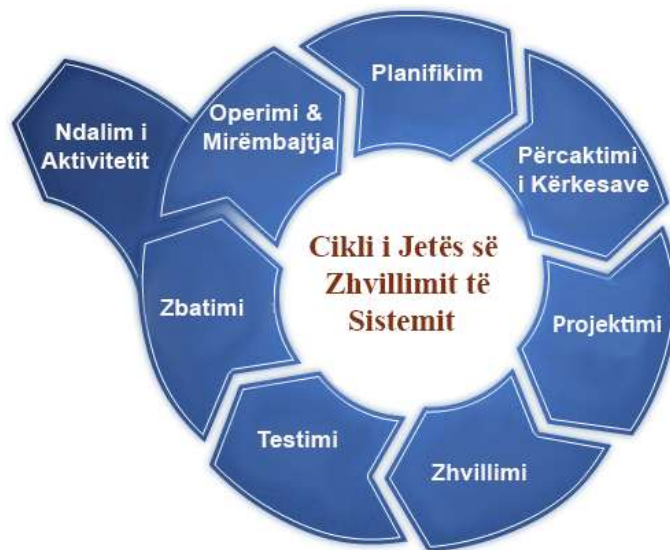 Planifikim
Përcaktimi
i Kërkesave
Projektimi
Zhvillimi
Testimi
Zbatimi
Operimi &
Mirëmbajtja
Ndalim i
Aktivitetit
Cikli i Jetës së
Zhvillimit të
Sistemit